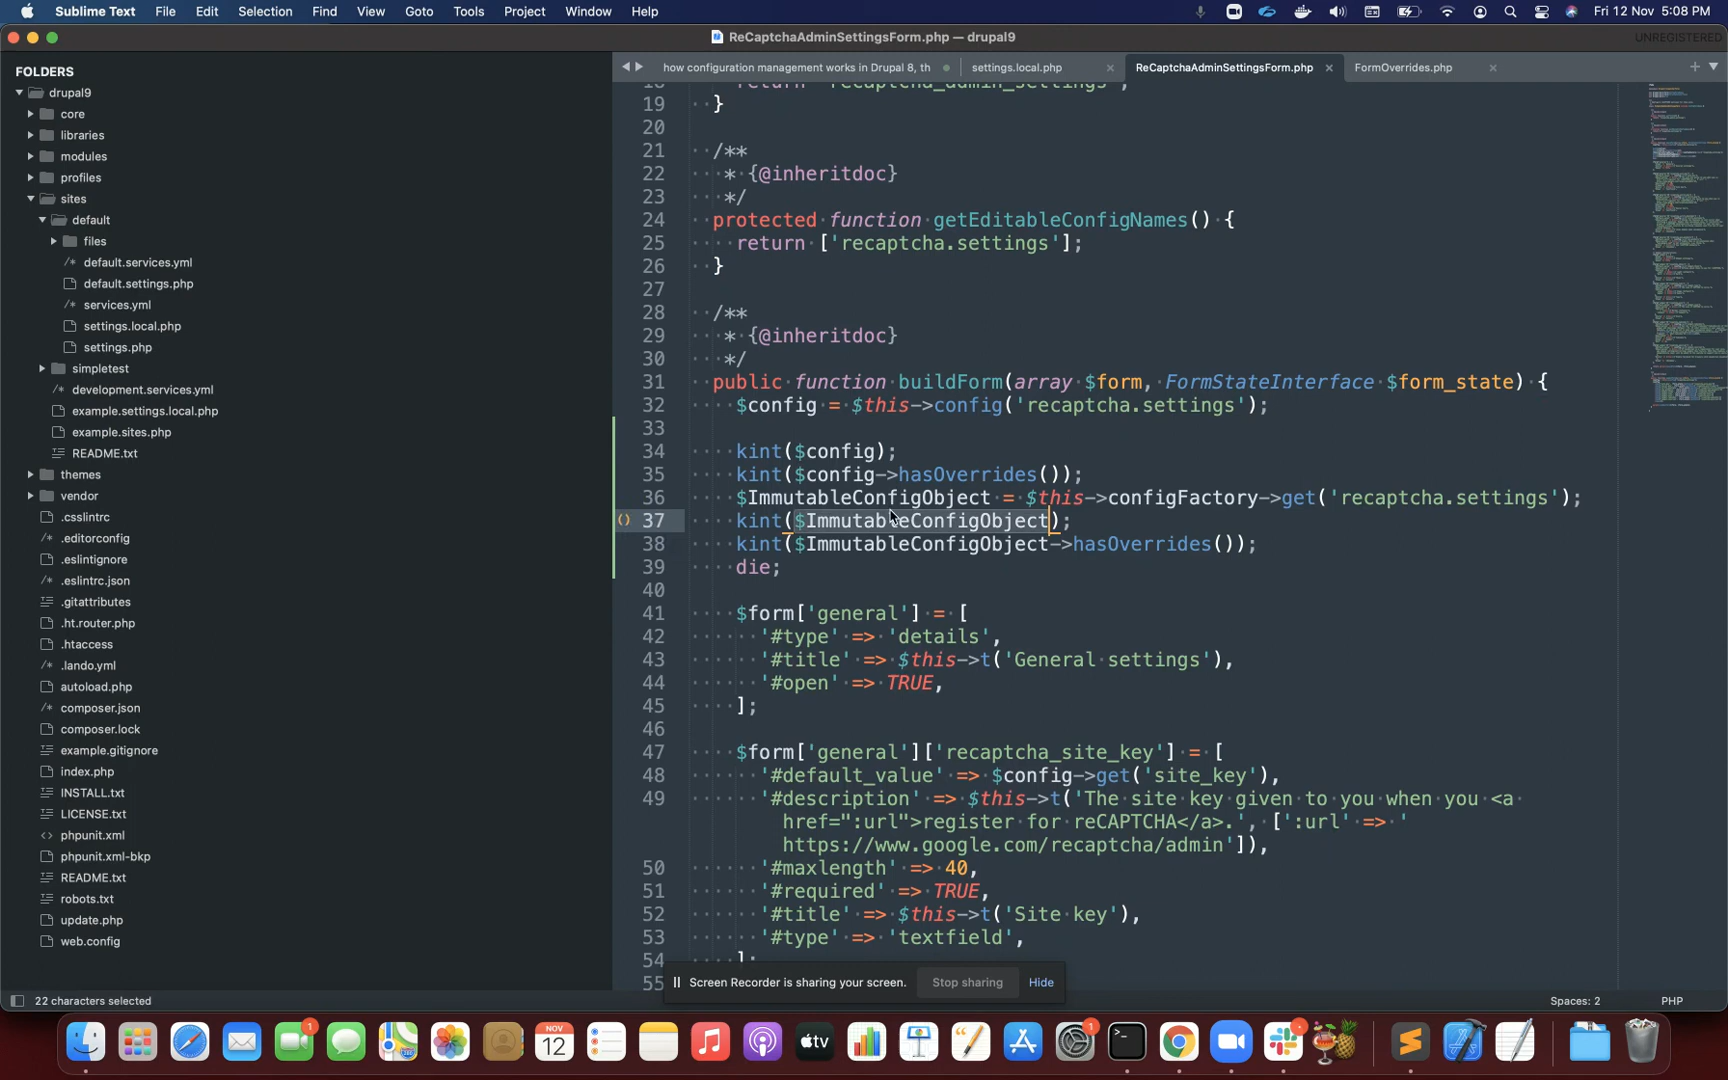 Sublime Text File Edit Selection Find View Goto Tools Project Window Help Fri 12 Nov 5:08 PM
ReCaptchaAdminSettingsForm.php — drupal9
UNREGISTERED
FOLDERS
drupal9
core
libraries
modules
profiles
sites
default
files
/* default.services.yml
default.settings.php
/* services.yml
settings.local.php
settings.php
simpletest
/* development.services.yml
example.settings.local.php
example.sites.php
README.txt
themes
vendor
.csslintrc
.editorconfig
.eslintignore
/* .eslintrc.json
.gitattributes
.ht.router.php
.htaccess
/* .lando.yml
autoload.php
/* composer.json
composer.lock
example.gitignore
index.php
INSTALL.txt
LICENSE.txt
<> phpunit.xml
phpunit.xml-bkp
README.txt
robots.txt
update.php
web.config
how configuration management works in Drupal 8, th
settings.local.php
ReCaptchaAdminSettingsForm.php
FormOverrides.php
18 return 'recaptcha_admin_settings';
19 }
20
21 /**
22 * {@inheritdoc}
23 */
24 protected function getEditableConfigNames() {
25 return ['recaptcha.settings'];
26 }
27
28 /**
29 * {@inheritdoc}
30 */
31 public function buildForm(array $form, FormStateInterface $form_state) {
32 $config = $this->config('recaptcha.settings');
33
34 kint($config);
35 kint($config->hasOverrides());
36 $ImmutableConfigObject = $this->configFactory->get('recaptcha.settings');
() 37 kint($ImmutableConfigObject);
38 kint($ImmutableConfigObject->hasOverrides());
39 die;
40
41 $form['general'] = [
42 '#type' => 'details',
43 '#title' => $this->t('General settings'),
44 '#open' => TRUE,
45 ];
46
47 $form['general']['recaptcha_site_key'] = [
48 '#default_value' => $config->get('site_key'),
49 '#description' => $this->t('The site key given to you when you <a
href=":url">register for reCAPTCHA</a>.', [':url' => '
https://www.google.com/recaptcha/admin']),
50 '#maxlength' => 40,
51 '#required' => TRUE,
52 '#title' => $this->t('Site key'),
53 '#type' => 'textfield',
54 ];
55
Screen Recorder is sharing your screen. Stop sharing Hide
22 characters selected
Spaces: 2
PHP
1
NOV
12
tv
1